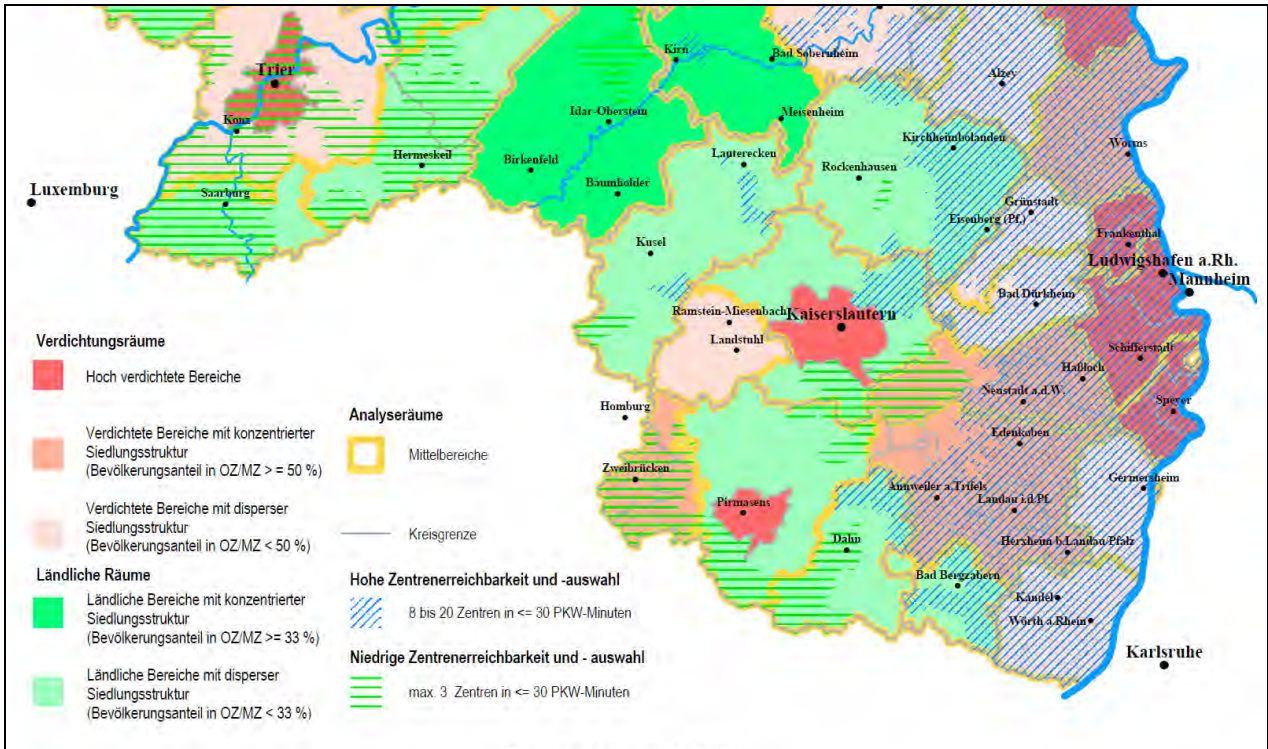 Kirn
Bad Sobernheim
Trier
Alzey
Idar-Oberstein
Meisenheim
Konz
Kirchheimbolanden
Worms
Hermeskeil
Birkenfeld
Lauterecken
Rockenhausen
Luxemburg
Saarburg
Baumholder
Grünstadt
Eisenberg (Pf.)
Frankenthal
Kusel
Ludwigshafen a.Rh.
Mannheim
Bad Dürkheim
Ramstein-Miesenbach
Kaiserslautern
Landstuhl
Schifferstadt
Haßloch
Neustadt a.d.W.
Speyer
Homburg
Edenkoben
Zweibrücken
Annweiler a.Trifels
Germersheim
Pirmasens
Landau i.d.Pf.
Dahn
Herxheim b.Landau/Pfalz
Bad Bergzabern
Kandel
Wörth a.Rhein
Karlsruhe
Verdichtungsräume
Hoch verdichtete Bereiche
Verdichtete Bereiche mit konzentrierter
Siedlungsstruktur
(Bevölkerungsanteil in OZ/MZ > = 50 %)
Verdichtete Bereiche mit disperser
Siedlungsstruktur
(Bevölkerungsanteil in OZ/MZ < 50 %)
Ländliche Räume
Ländliche Bereiche mit konzentrierter
Siedlungsstruktur
(Bevölkerungsanteil in OZ/MZ >= 33 %)
Ländliche Bereiche mit disperser
Siedlungsstruktur
(Bevölkerungsanteil in OZ/MZ < 33 %)
Analyseräume
Mittelbereiche
Kreisgrenze
Hohe Zentrenerreichbarkeit und -auswahl
8 bis 20 Zentren in <= 30 PKW-Minuten
Niedrige Zentrenerreichbarkeit und - auswahl
max. 3 Zentren in <= 30 PKW-Minuten